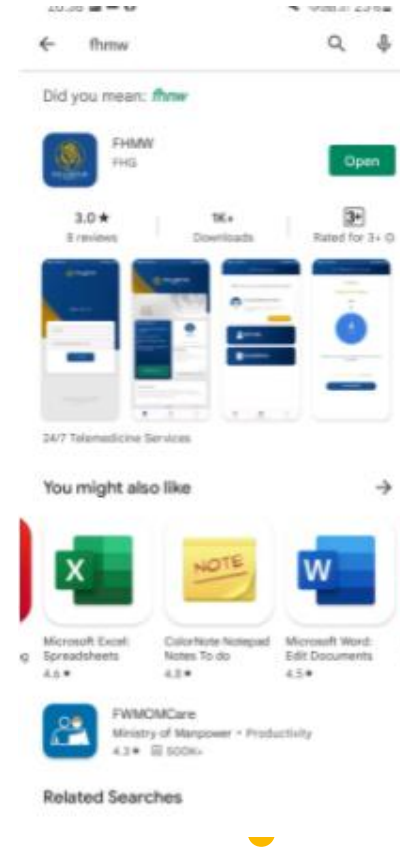 fhmw
Did you mean: fhnw
FHMW
FHG
Open
3.0★
8 reviews
1K+
Downloads
3+
Rated for 3+
24/7 Telemedicine Services
You might also like
X
NOTE
W
Microsoft Excel:
Spreadsheets
4.6★
ColorNote Notepad
Notes To do
4.8★
Microsoft Word:
Edit Documents
4.5★
FWMOMCare
Ministry of Manpower • Productivity
4.3★ 500K+
Related Searches